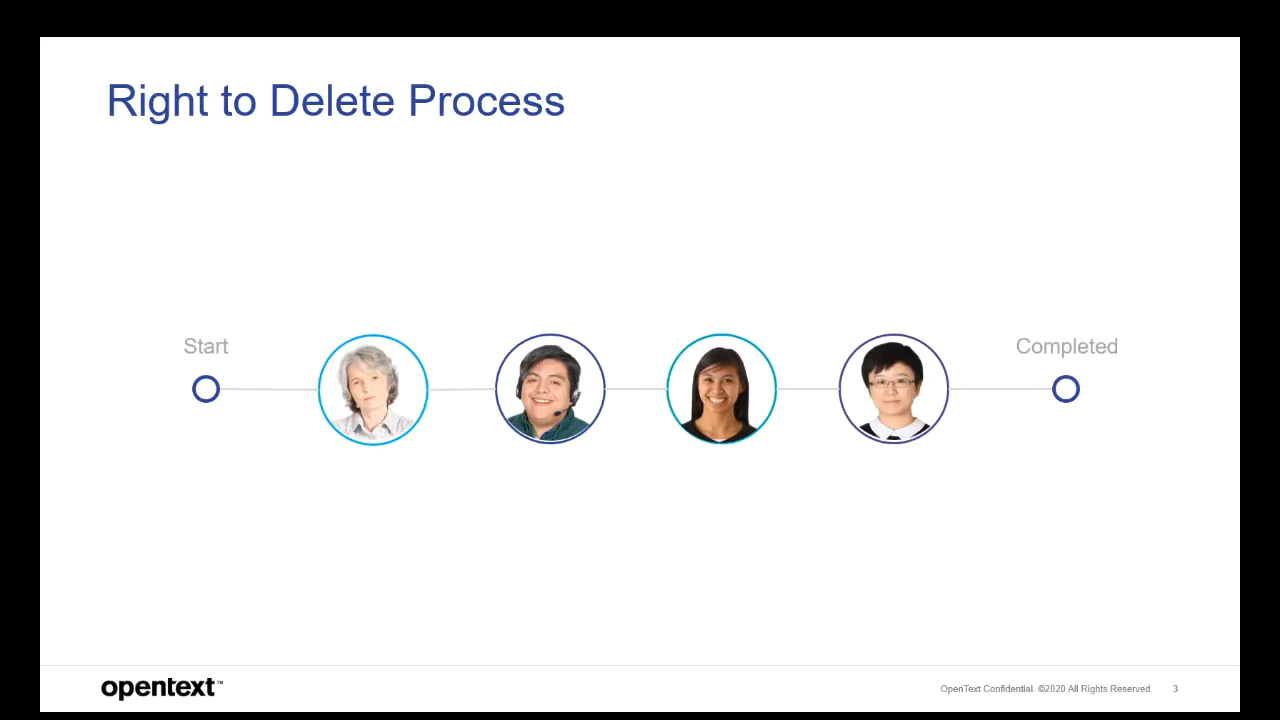 Right to Delete Process
Start
Completed
opentext™
OpenText Confidential. ©2020 All Rights Reserved. 3